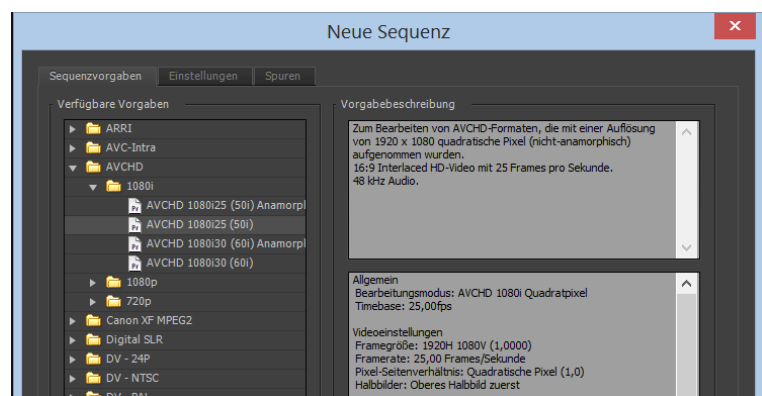 Neue Sequenz
Sequenzvorgaben Einstellungen Spuren
Verfügbare Vorgaben
ARRI
AVC-Intra
AVCHD
1080i
AVCHD 1080i25 (50i) Anamorpl
AVCHD 1080i25 (50i)
AVCHD 1080i30 (60i) Anamorpl
AVCHD 1080i30 (60i)
1080p
720p
Canon XF MPEG2
Digital SLR
DV - 24P
DV - NTSC
DV - PAL
Vorgabebeschreibung
Zum Bearbeiten von AVCHD-Formaten, die mit einer Auflösung
von 1920 x 1080 quadratische Pixel (nicht-anamorphisch)
aufgenommen wurden.
16:9 Interlaced HD-Video mit 25 Frames pro Sekunde.
48 kHz Audio.
Allgemein
Bearbeitungsmodus: AVCHD 1080i Quadratpixel
Timebase: 25,00fps
Videoeinstellungen
Framegröße: 1920H 1080V (1,0000)
Framerate: 25,00 Frames/Sekunde
Pixel-Seitenverhältnis: Quadratische Pixel (1,0)
Halbbilder: Oberes Halbbild zuerst